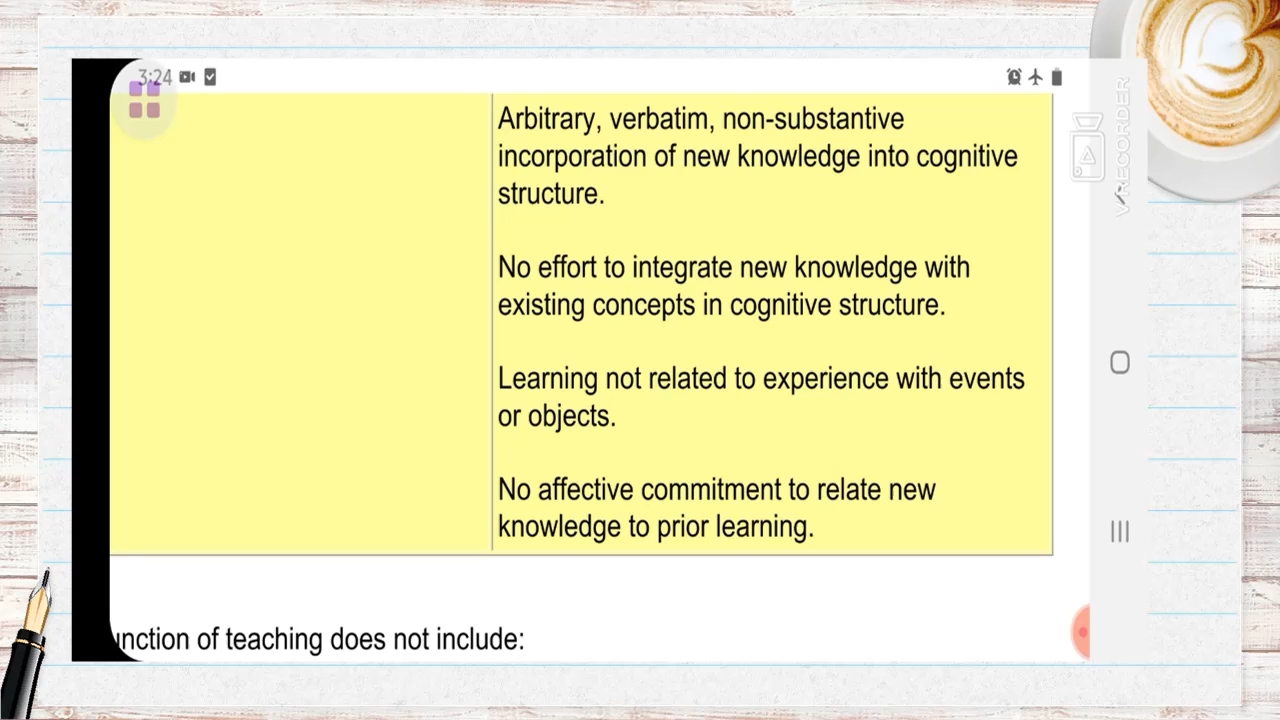 3:24
Arbitrary, verbatim, non-substantive
incorporation of new knowledge into cognitive
structure.
No effort to integrate new knowledge with
existing concepts in cognitive structure.
Learning not related to experience with events
or objects.
No affective commitment to relate new
knowledge to prior learning.
unction of teaching does not include:
VRECORDER